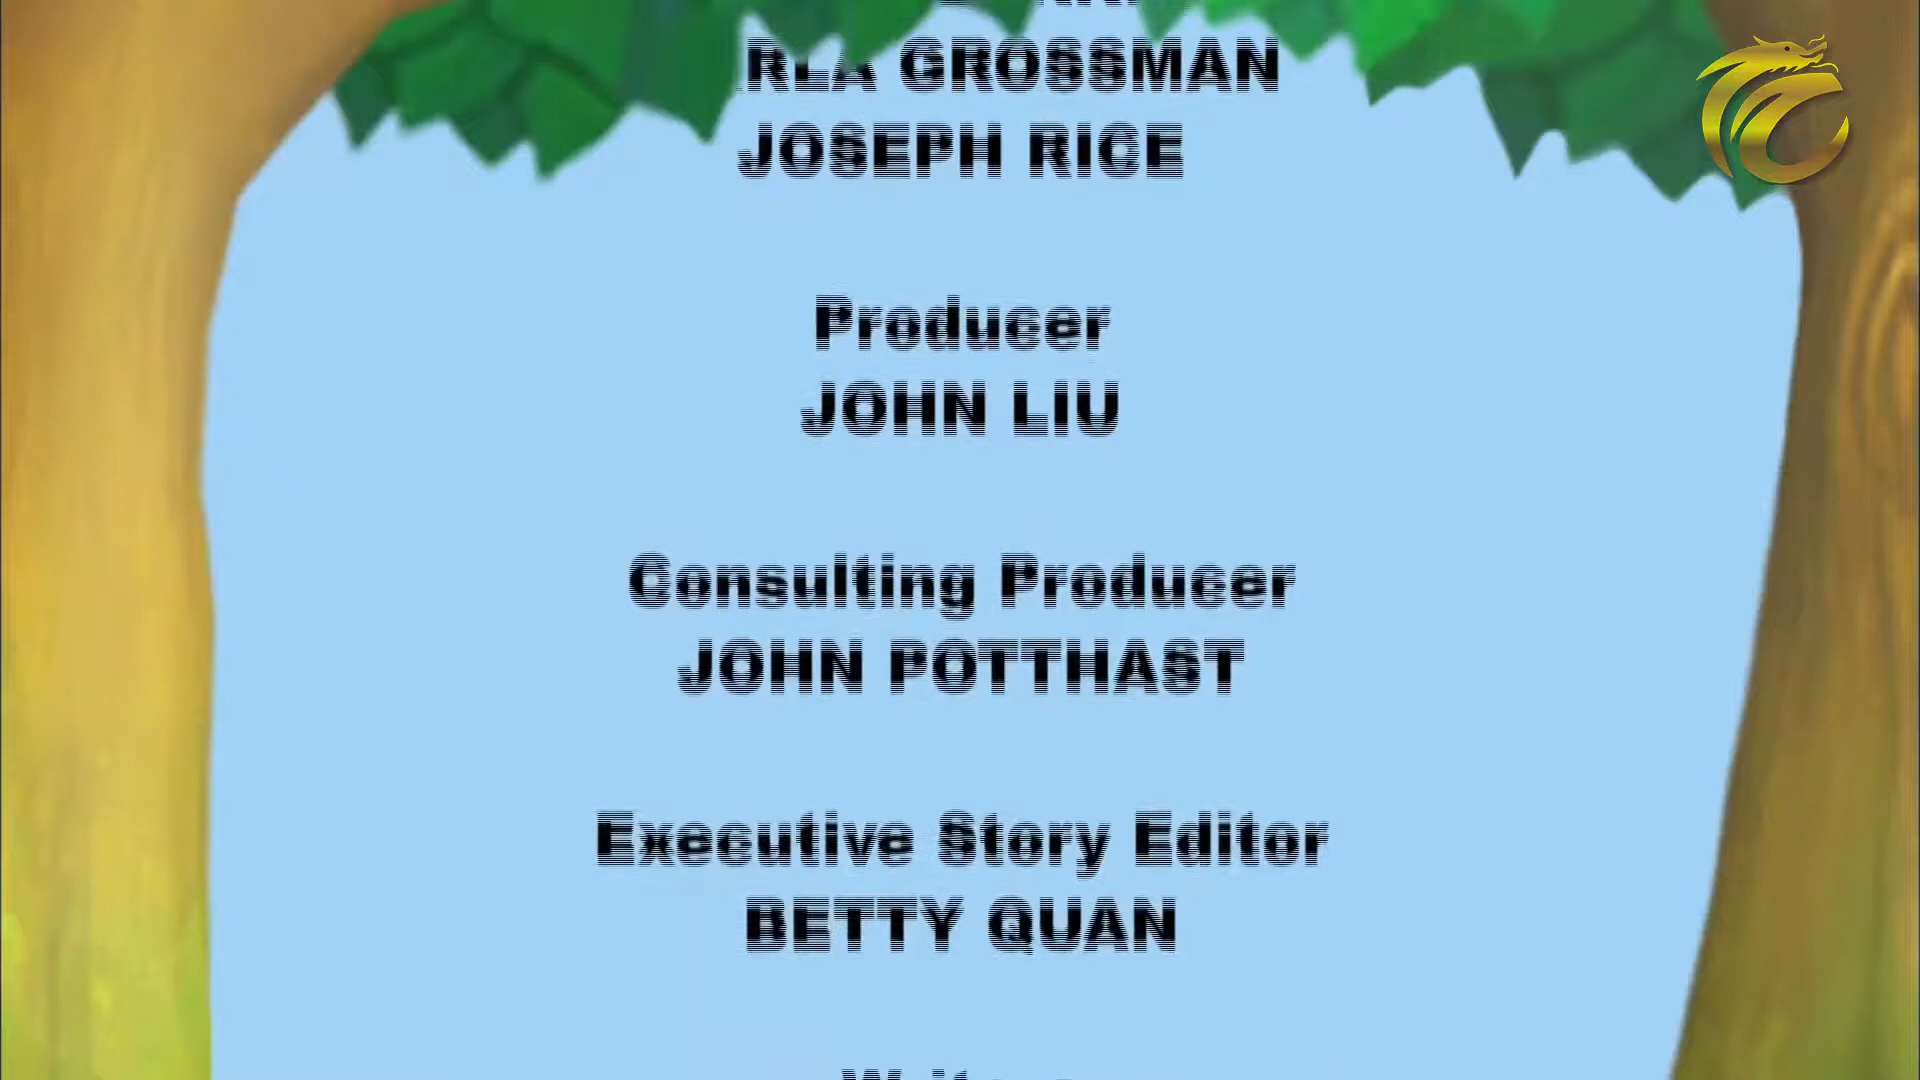 GROSSMAN
JOSEPH RICE
Producer
JOHN LIU
Consulting Producer
JOHN POTTHAST
Executive Story Editor
BETTY QUAN